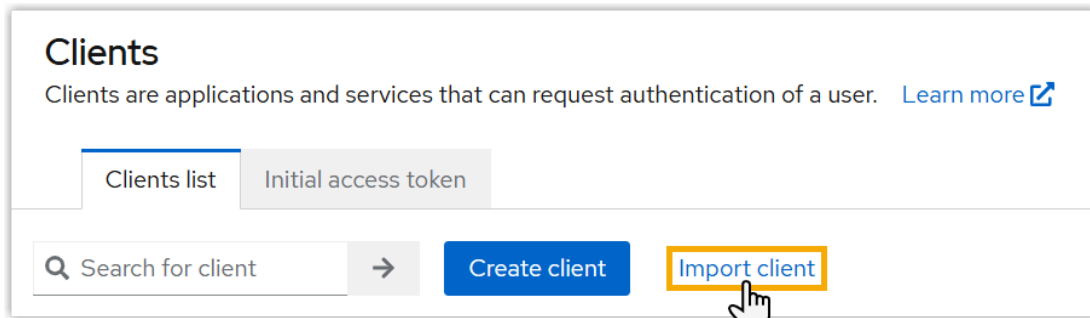 Clients
Clients are applications and services that can request authentication of a user. Learn more
Clients list Initial access token
Search for client Create client Import client